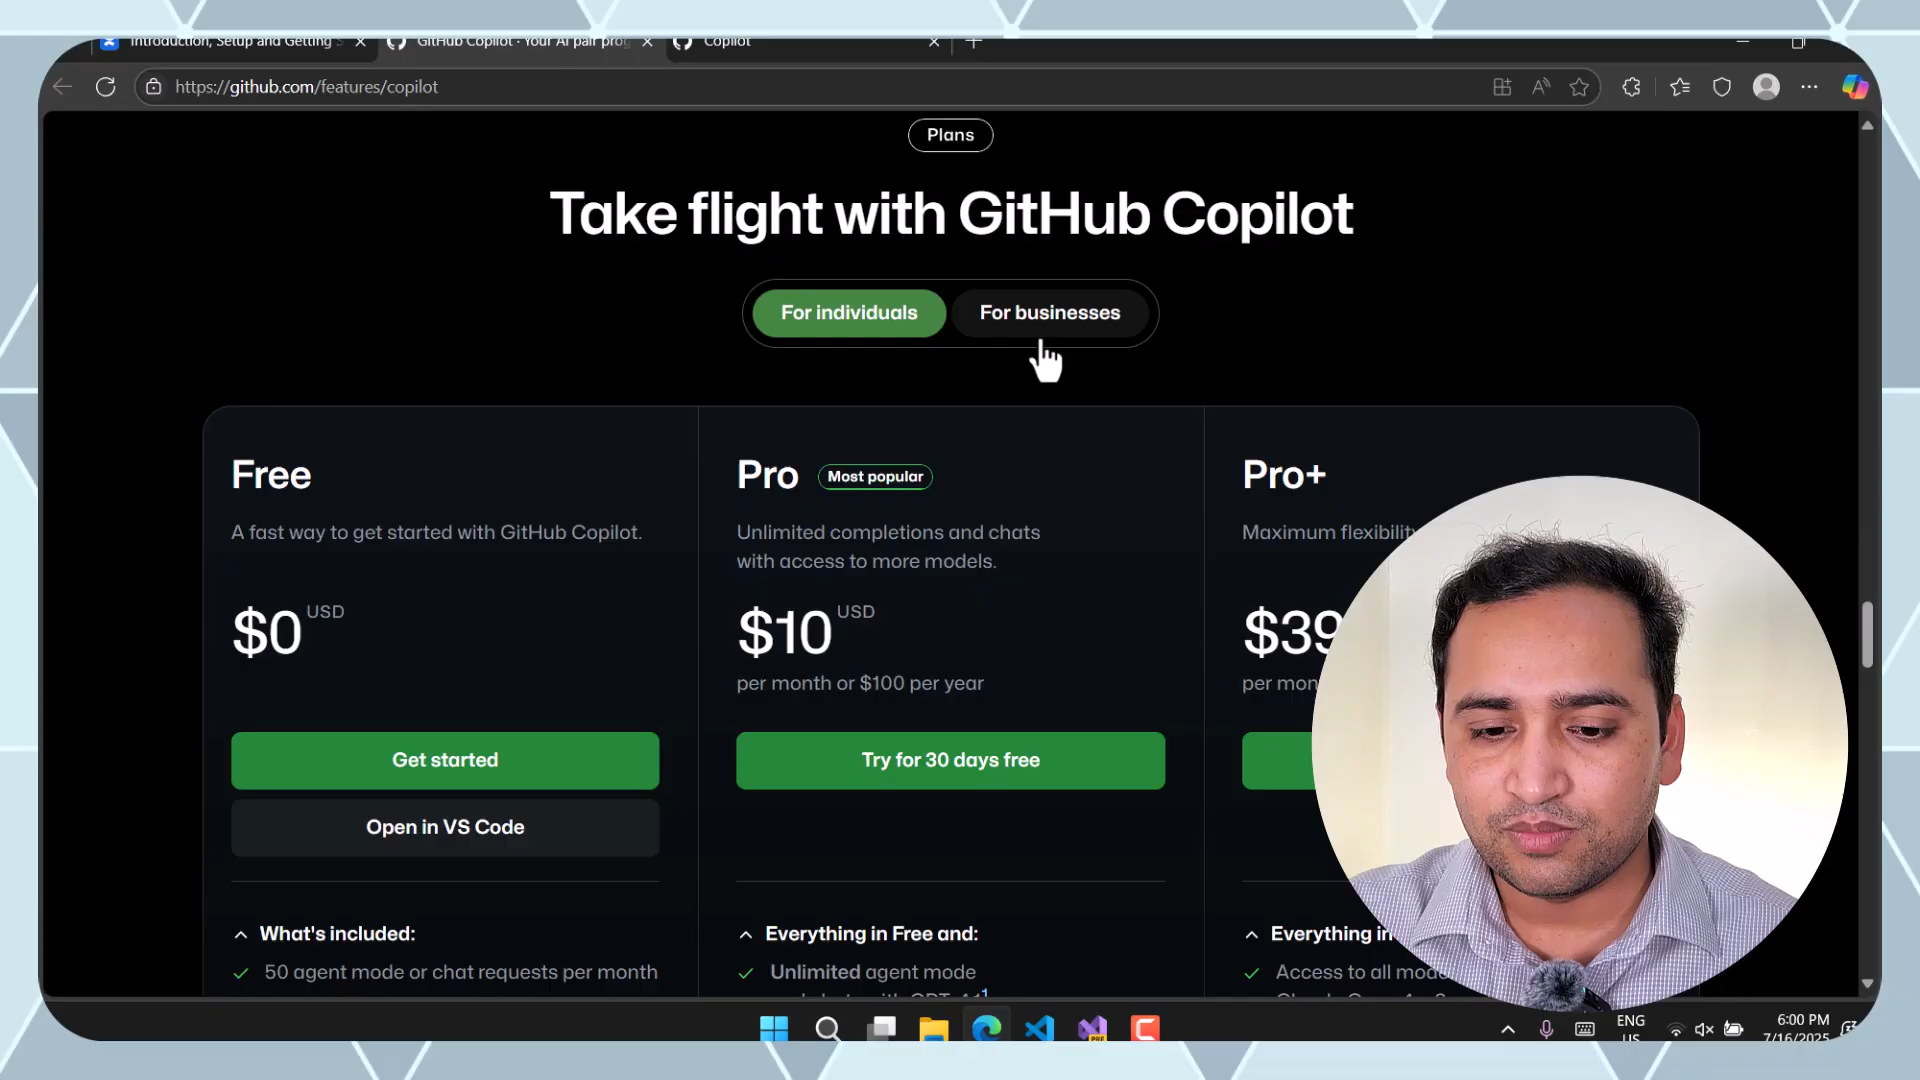 Introduction, Setup and Getting S
GitHub Copilot · Your AI pair prog
Copilot
https://github.com/features/copilot
Plans
Take flight with GitHub Copilot
For individuals
For businesses
Free
A fast way to get started with GitHub Copilot.
$0 USD
Get started
Open in VS Code
What's included:
50 agent mode or chat requests per month
Pro
Most popular
Unlimited completions and chats
with access to more models.
$10 USD
per month or $100 per year
Try for 30 days free
Everything in Free and:
Unlimited agent mode
Pro+
Maximum flexibility
$39
per mon
Everything in
Access to all mod
ENG
US
6:00 PM
7/16/2025